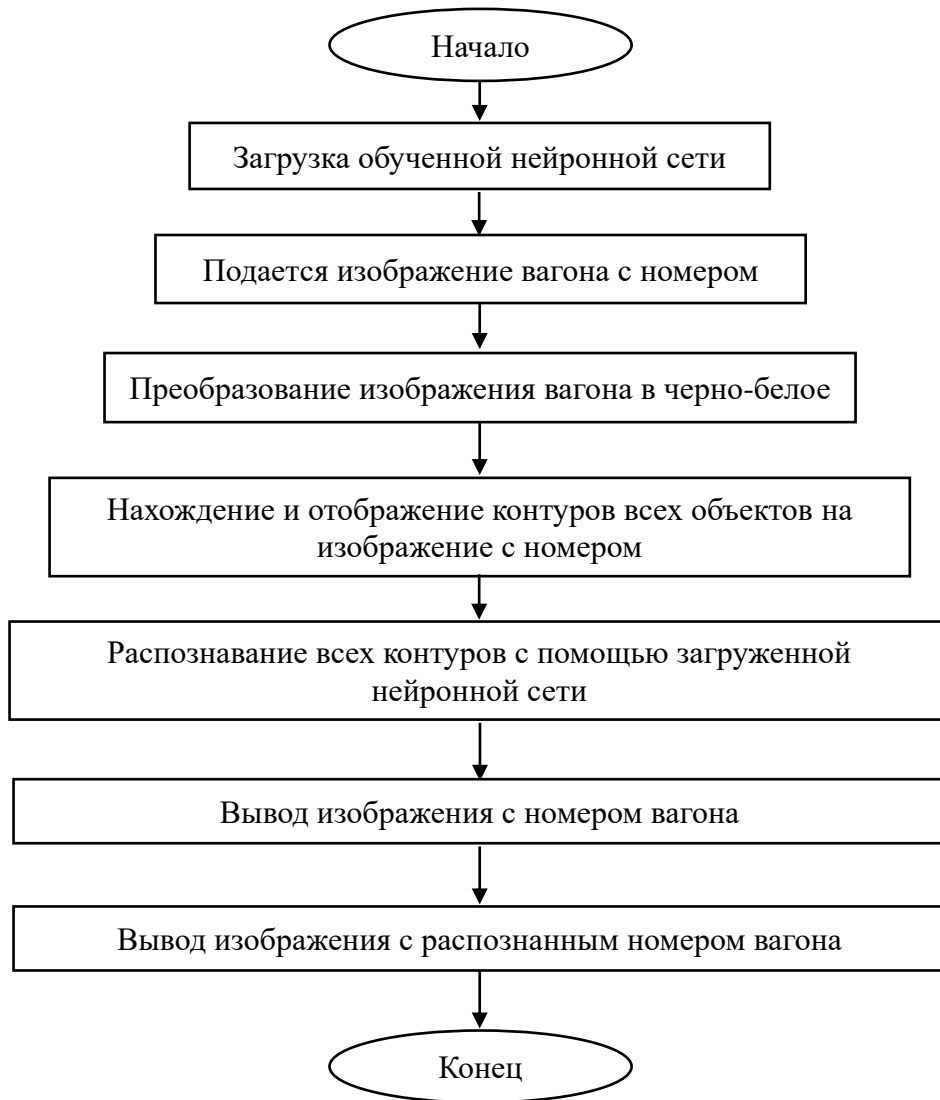 Начало
Загрузка обученной нейронной сети
Подается изображение вагона с номером
Преобразование изображения вагона в черно-белое
Нахождение и отображение контуров всех объектов на
изображение с номером
Распознавание всех контуров с помощью загруженной
нейронной сети
Вывод изображения с номером вагона
Вывод изображения с распознанным номером вагона
Конец